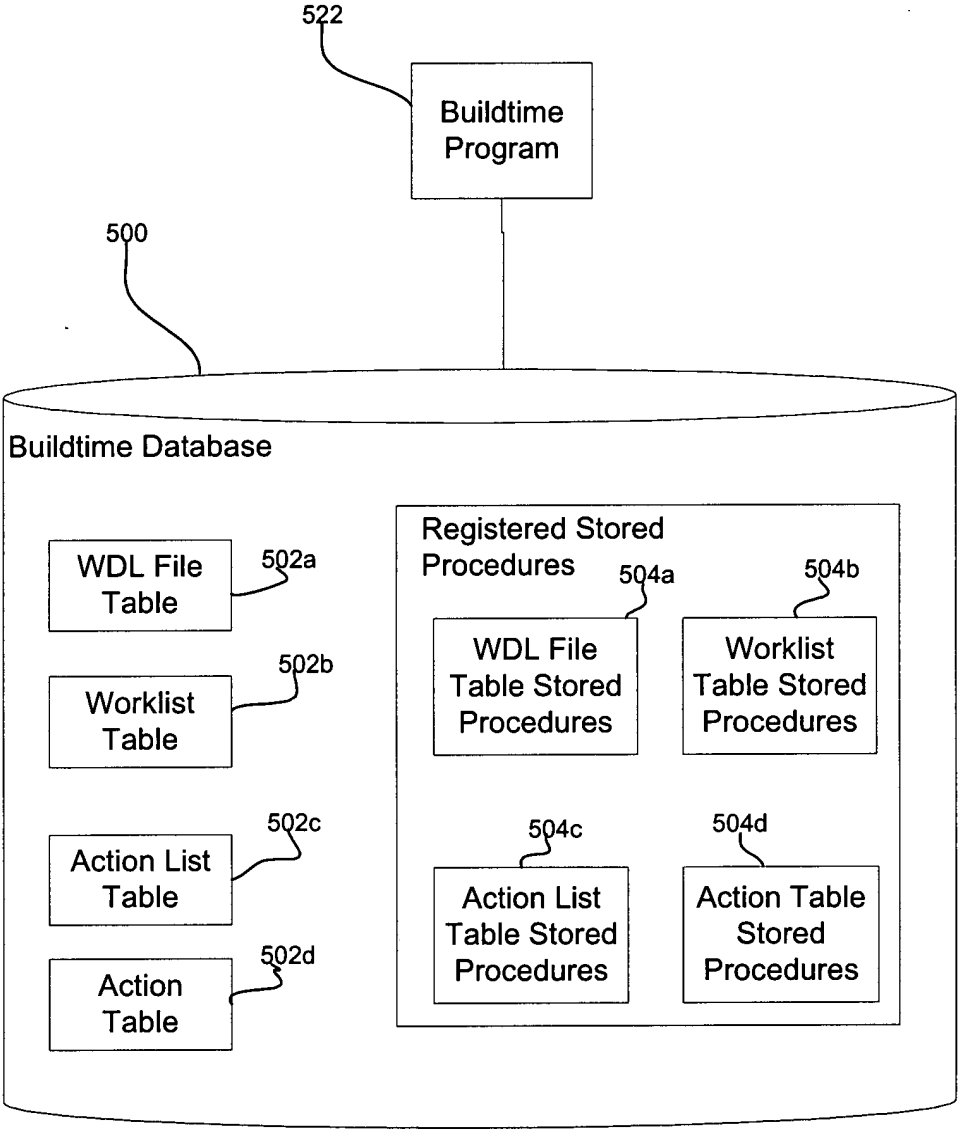 522
Buildtime
Program
500
Buildtime Database
WDL File
Table
502a
Worklist
Table
502b
Action List
Table
502c
Action
Table
502d
Registered Stored
Procedures
504a
WDL File
Table Stored
Procedures
504b
Worklist
Table Stored
Procedures
504c
Action List
Table Stored
Procedures
504d
Action Table
Stored
Procedures